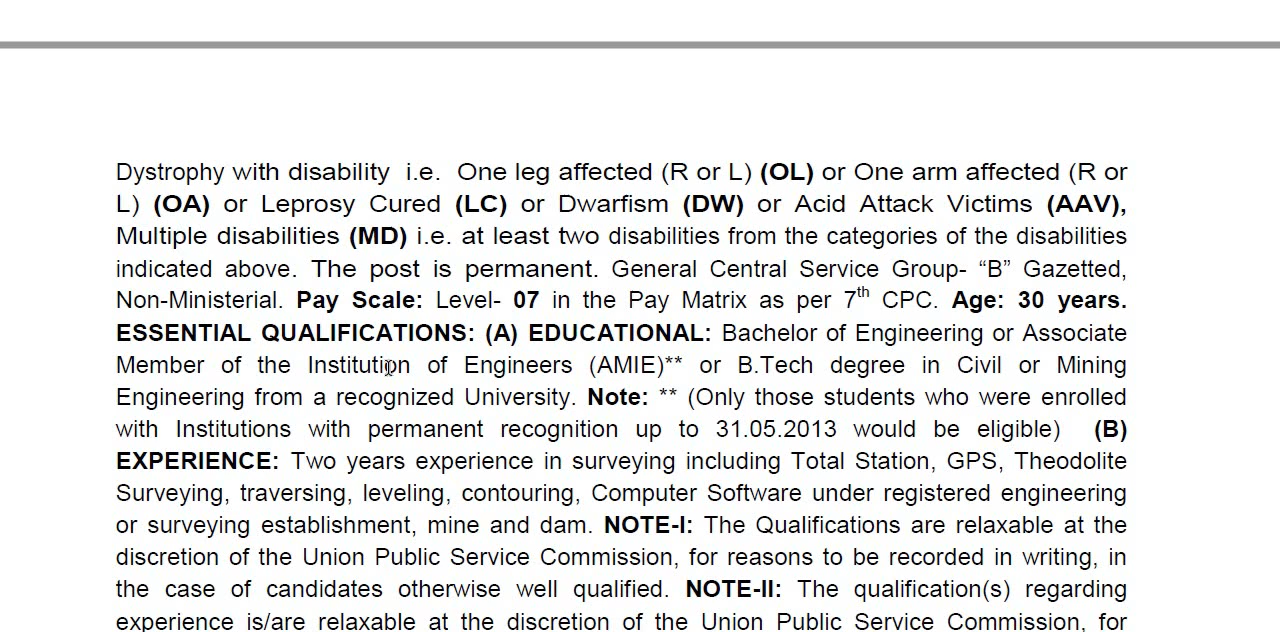 Dystrophy with disability i.e. One leg affected (R or L) (OL) or One arm affected (R or
L) (OA) or Leprosy Cured (LC) or Dwarfism (DW) or Acid Attack Victims (AAV),
Multiple disabilities (MD) i.e. at least two disabilities from the categories of the disabilities
indicated above. The post is permanent. General Central Service Group- “B” Gazetted,
Non-Ministerial. Pay Scale: Level- 07 in the Pay Matrix as per 7th CPC. Age: 30 years.
ESSENTIAL QUALIFICATIONS: (A) EDUCATIONAL: Bachelor of Engineering or Associate
Member of the Institution of Engineers (AMIE)** or B.Tech degree in Civil or Mining
Engineering from a recognized University. Note: ** (Only those students who were enrolled
with Institutions with permanent recognition up to 31.05.2013 would be eligible) (B)
EXPERIENCE: Two years experience in surveying including Total Station, GPS, Theodolite
Surveying, traversing, leveling, contouring, Computer Software under registered engineering
or surveying establishment, mine and dam. NOTE-I: The Qualifications are relaxable at the
discretion of the Union Public Service Commission, for reasons to be recorded in writing, in
the case of candidates otherwise well qualified. NOTE-II: The qualification(s) regarding
experience is/are relaxable at the discretion of the Union Public Service Commission, for